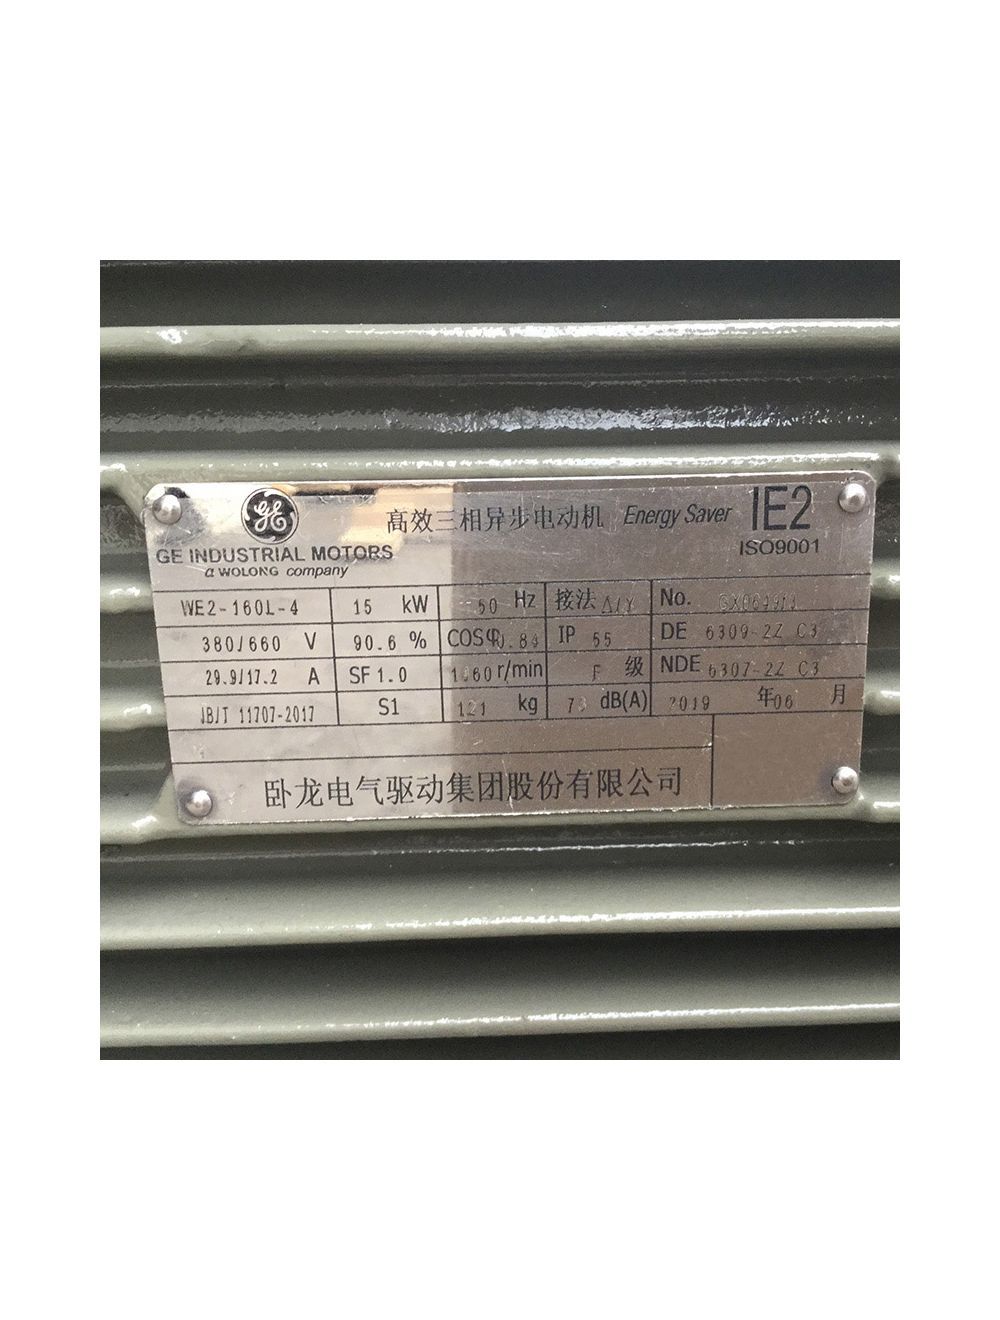 GE
高效三相异步电动机 Energy Saver IE2
GE INDUSTRIAL MOTORS
a WOLONG company
ISO9001
WE2-160L-4 15 kW 50 Hz 接法 Δ/Y No.
380/660 V 90.6 % COSφ 0.84 IP 55 DE 6309-2Z C3
29.9/17.2 A SF 1.0 1460 r/min F 级 NDE 6307-2Z C3
JB/T 11707-2017 S1 121 kg dB(A) 2019 年 06 月
卧龙电气驱动集团股份有限公司